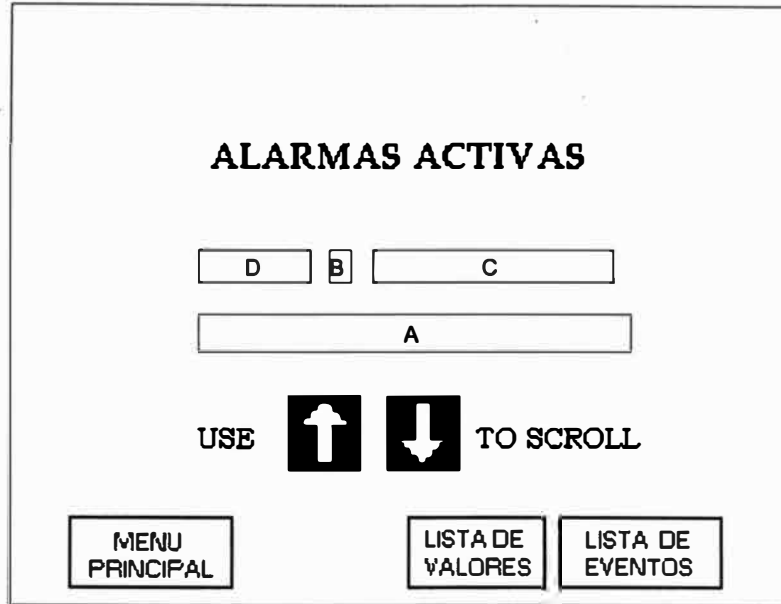 ALARMAS ACTIVAS
D B C
A
USE TO SCROLL
MENU
PRINCIPAL
LISTA DE
VALORES
LISTA DE
EVENTOS